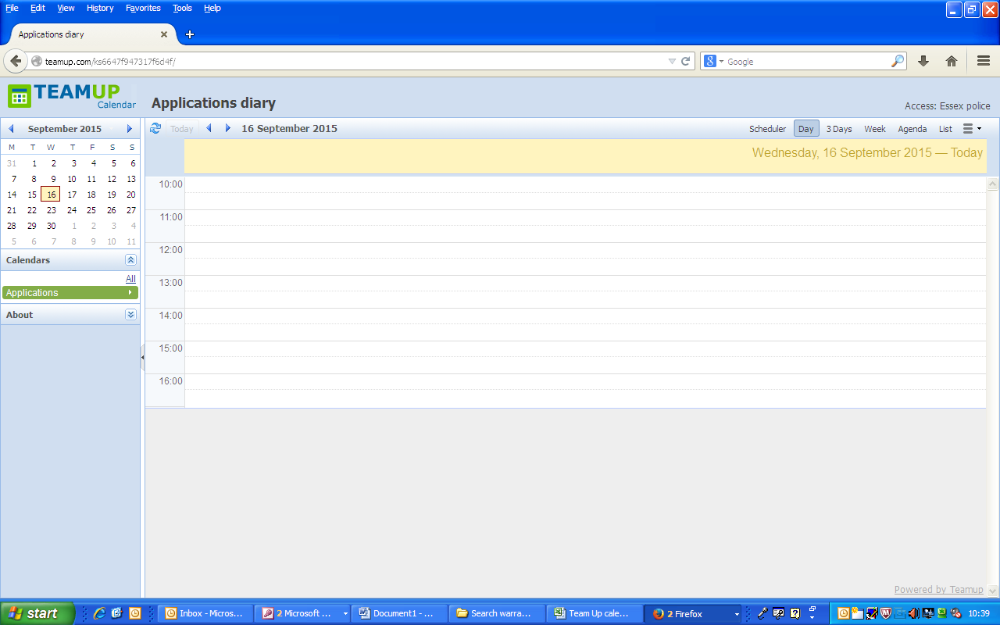 File Edit View History Favorites Tools Help
Applications diary
teamup.com/ks6647f947317f6d4f/
Google
TEAMUP
Calendar
Applications diary
Access: Essex police
September 2015
M T W T F S S
31 1 2 3 4 5 6
7 8 9 10 11 12 13
14 15 16 17 18 19 20
21 22 23 24 25 26 27
28 29 30 1 2 3 4
5 6 7 8 9 10 11
Calendars
All
Applications
About
Today 16 September 2015 Scheduler Day 3 Days Week Agenda List
Wednesday, 16 September 2015 — Today
10:00
11:00
12:00
13:00
14:00
15:00
16:00
Powered by Teamup
start Inbox - Micros... 2 Microsoft ... Document1 - ... Search warra... Team Up cale... 2 Firefox 10:39